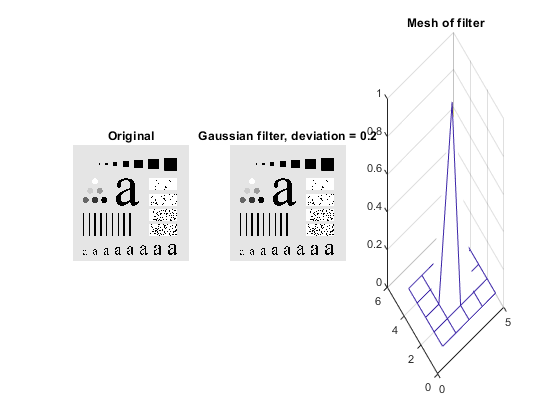 Mesh of filter
Original
Gaussian filter, deviation = 0.2
a
a
a a a a a a a a
a a a a a a a a
1
0.8
0.6
0.4
0.2
0
6
4
2
0
0
5